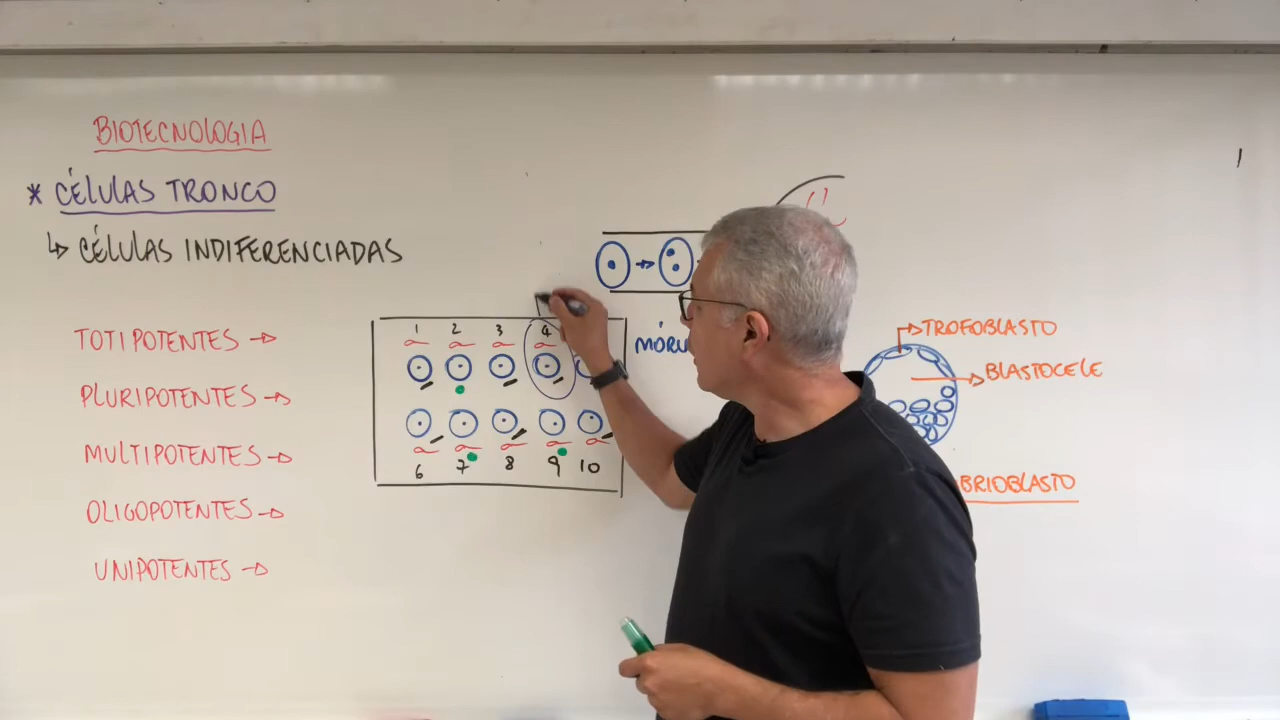 BIOTECNOLOGIA
* CÉLULAS TRONCO
↳ CÉLULAS INDIFERENCIADAS
TOTIPOTENTES →
PLURIPOTENTES →
MULTIPOTENTES →
OLIGOPOTENTES →
UNIPOTENTES →
1 2 3 4
6 7 8 9 10
TROFOBLASTO
BLASTOCELE